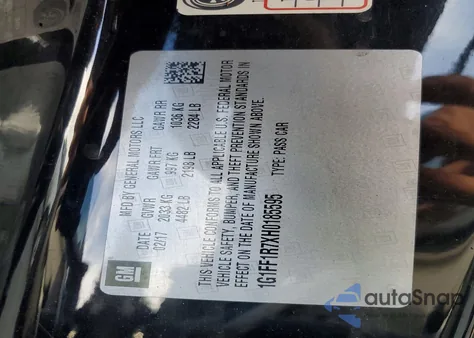 MFD BY GENERAL MOTORS LLC
DATE GVWR GAWR FRT GAWR RR
02/17 2033 KG 997 KG 1036 KG
4482 LB 2198 LB 2284 LB
THIS VEHICLE CONFORMS TO ALL APPLICABLE U.S. FEDERAL MOTOR
VEHICLE SAFETY, BUMPER, AND THEFT PREVENTION STANDARDS IN
EFFECT ON THE DATE OF MANUFACTURE SHOWN ABOVE.
1G1FF1R7XH0185595 TYPE: PASS CAR
GM
autaSnap